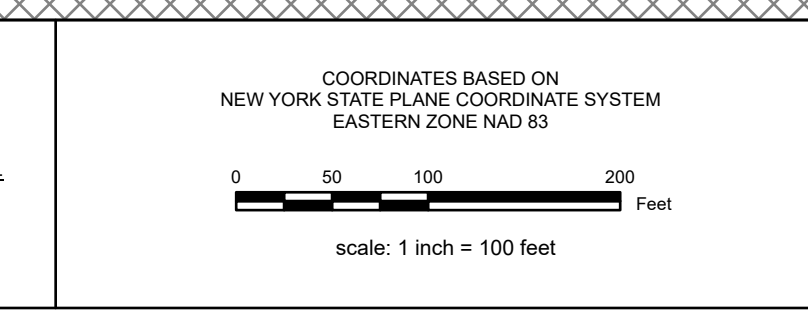 COORDINATES BASED ON
NEW YORK STATE PLANE COORDINATE SYSTEM
EASTERN ZONE NAD 83
0 50 100 200
Feet
scale: 1 inch = 100 feet